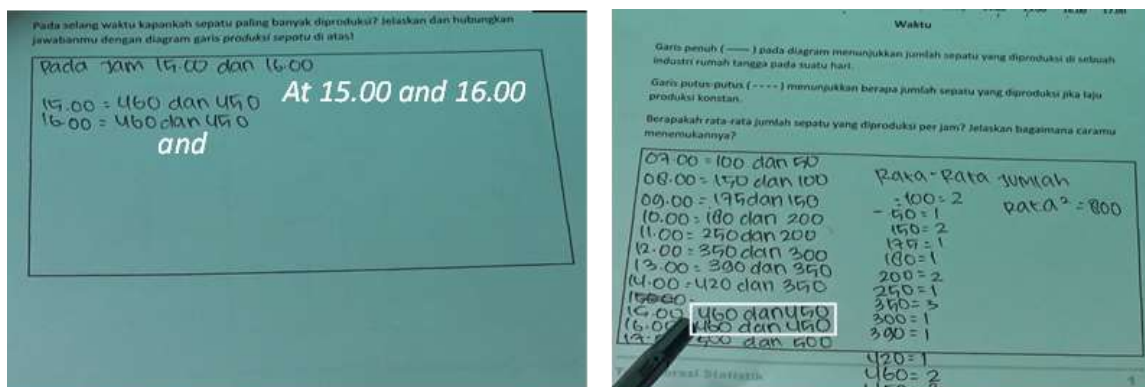 Pada selang waktu kapankah sepatu paling banyak diproduksi? Jelaskan dan hubungkan
jawabanmu dengan diagram garis produksi sepatu di atas!
Pada Jam 15.00 dan 16.00
15.00 = 460 dan 450
16.00 = 460 dan 450
At 15.00 and 16.00
and
16.00 17.00
Waktu
Garis penuh ( —— ) pada diagram menunjukkan jumlah sepatu yang diproduksi di sebuah
industri rumah tangga pada suatu hari.
Garis putus-putus ( ---- ) menunjukkan berapa jumlah sepatu yang diproduksi jika laju
produksi konstan.
Berapakah rata-rata jumlah sepatu yang diproduksi per jam? Jelaskan bagaimana caramu
menemukannya?
07.00 = 100 dan 50
08.00 = 150 dan 100
09.00 = 175 dan 150
10.00 = 180 dan 200
11.00 = 250 dan 200
12.00 = 350 dan 300
13.00 = 390 dan 350
14.00 = 420 dan 350
15.00 460 dan 450
16.00 460 dan 450
500 dan 500
Rata-Rata Jumlah
= 100 = 2
- 50 = 1
150 = 2
175 = 1
180 = 1
200 = 2
250 = 1
350 = 3
300 = 1
390 = 1
420 = 1
460 = 2
Rata² = 800
Statistik